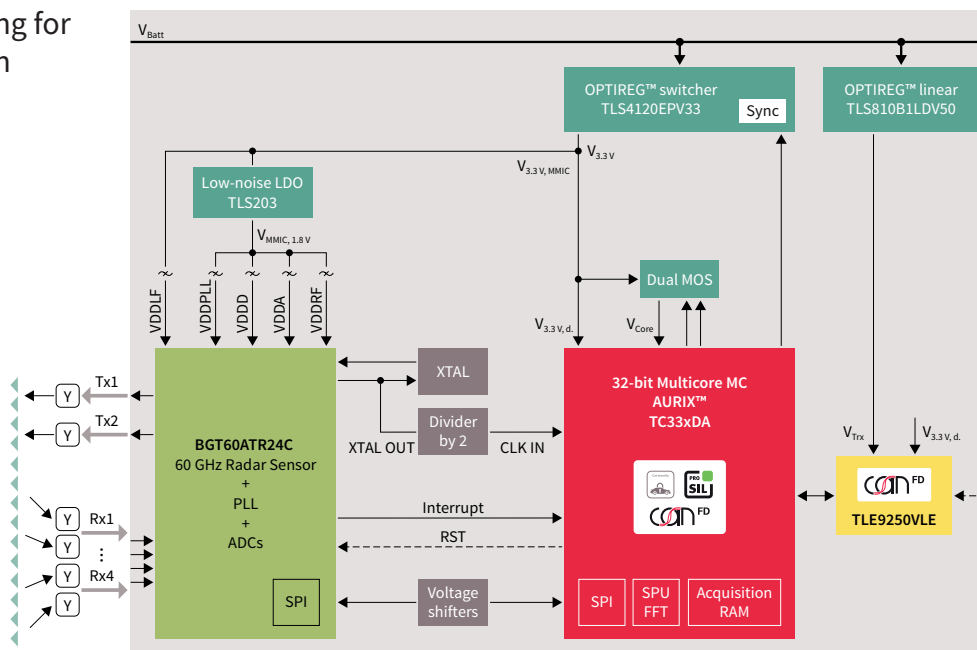 ng for
n
VBatt
OPTIREG™ switcher
TLS4120EPV33
Sync
OPTIREG™ linear
TLS810B1LDV50
V3.3 V
V3.3 V, MMIC
Low-noise LDO
TLS203
VMMIC, 1.8 V
VDDLF
VDDPLL
VDDD
VDDA
VDDRF
Dual MOS
V3.3 V, d.
VCore
XTAL
Divider
by 2
XTAL OUT
CLK IN
Tx1
Tx2
Y
Y
BGT60ATR24C
60 GHz Radar Sensor
+
PLL
+
ADCs
SPI
32-bit Multicore MC
AURIX™
TC33xDA
PRO
SIL
CAN FD
VTrx
V3.3 V, d.
CAN FD
TLE9250VLE
Interrupt
RST
Rx1
⋮
Rx4
Y
Y
Y
Y
Voltage
shifters
SPI
SPU
FFT
Acquisition
RAM